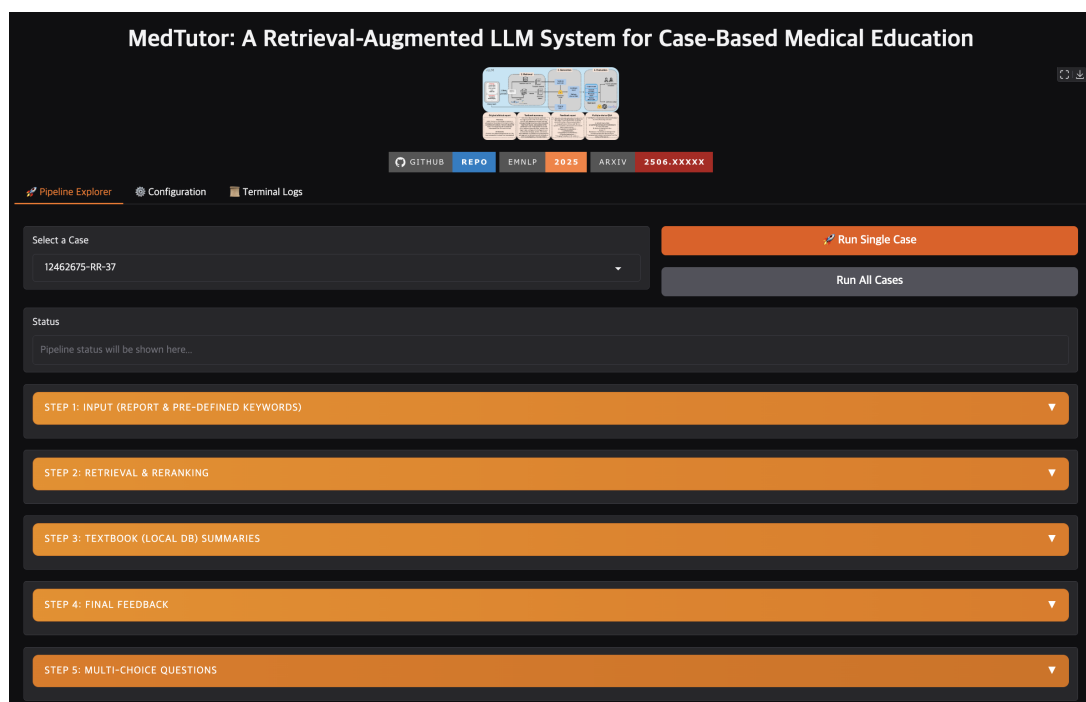 MedTutor: A Retrieval-Augmented LLM System for Case-Based Medical Education
GITHUB REPO EMNLP 2025 ARXIV 2506.XXXXX
🚀 Pipeline Explorer ⚙️ Configuration 🧾 Terminal Logs
Select a Case
12462675-RR-37
🚀 Run Single Case
Run All Cases
Status
Pipeline status will be shown here...
STEP 1: INPUT (REPORT & PRE-DEFINED KEYWORDS)
STEP 2: RETRIEVAL & RERANKING
STEP 3: TEXTBOOK (LOCAL DB) SUMMARIES
STEP 4: FINAL FEEDBACK
STEP 5: MULTI-CHOICE QUESTIONS